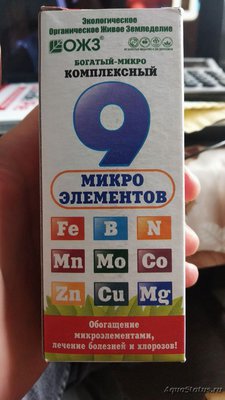 Экологическое
Органическое Живое Земледелие
ОЖЗ
БОГАТЫЙ-МИКРО
КОМПЛЕКСНЫЙ
9
МИКРО
ЭЛЕМЕНТОВ
Fe B N
Mn Mo Co
Zn Cu Mg
Обогащение
микроэлементами,
лечение болезней и хлорозов!
AquaStatus.ru